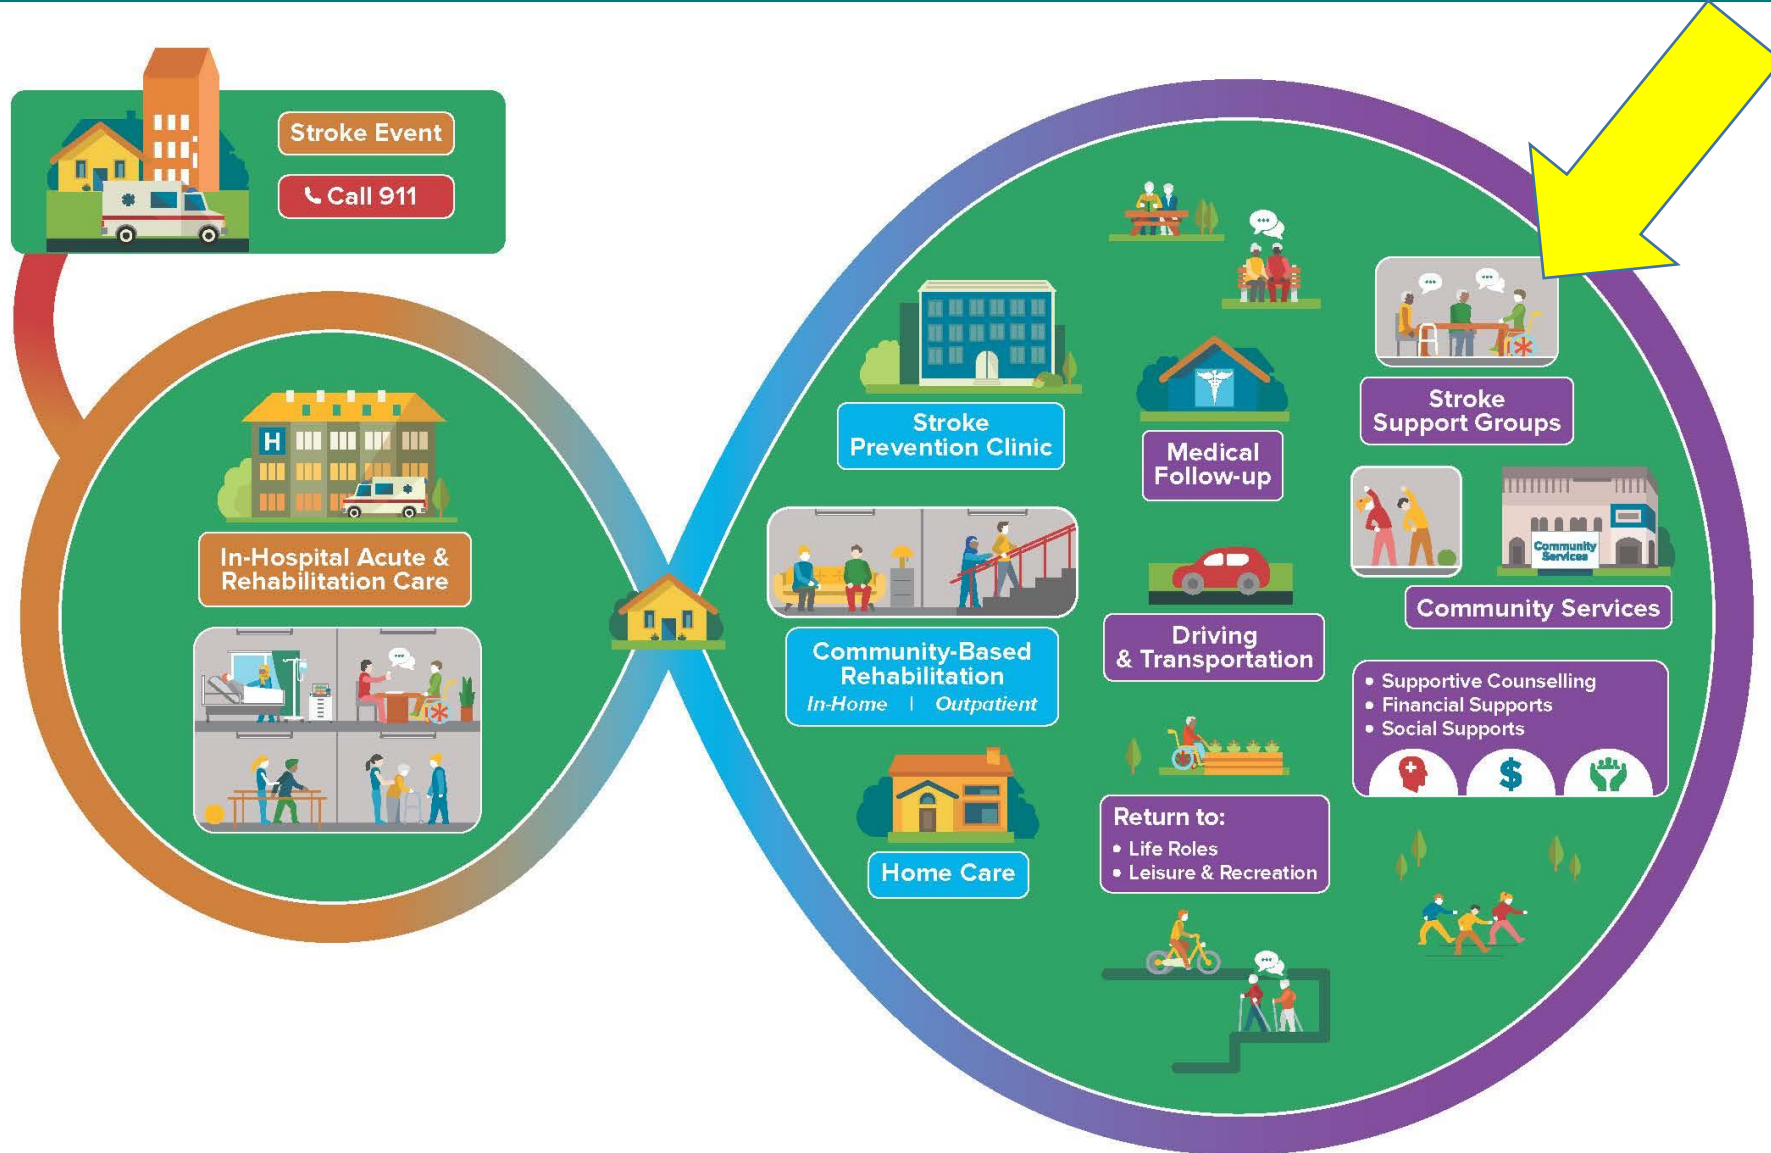 Stroke Event
Call 911
H
In-Hospital Acute &
Rehabilitation Care
Stroke
Prevention Clinic
Community-Based
Rehabilitation
In-Home | Outpatient
Home Care
Medical
Follow-up
Driving
& Transportation
Return to:
• Life Roles
• Leisure & Recreation
Stroke
Support Groups
Community
Services
Community Services
• Supportive Counselling
• Financial Supports
• Social Supports
$